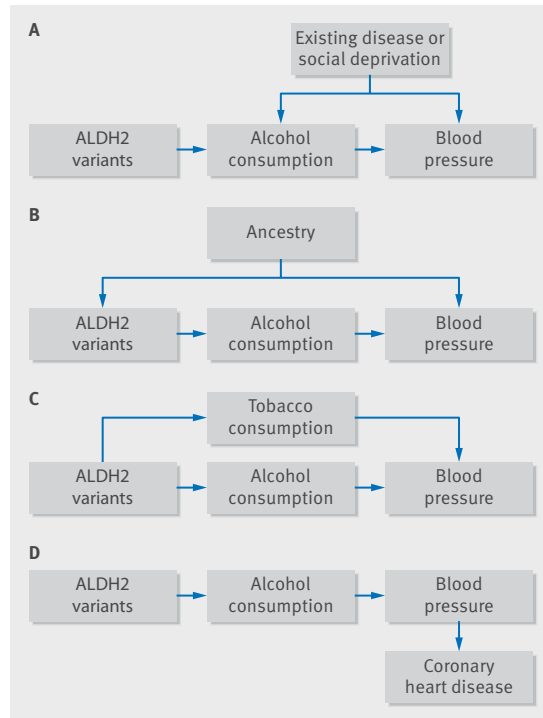 A
Existing disease or
social deprivation
ALDH2
variants
Alcohol
consumption
Blood
pressure
B
Ancestry
ALDH2
variants
Alcohol
consumption
Blood
pressure
C
Tobacco
consumption
ALDH2
variants
Alcohol
consumption
Blood
pressure
D
ALDH2
variants
Alcohol
consumption
Blood
pressure
Coronary
heart disease